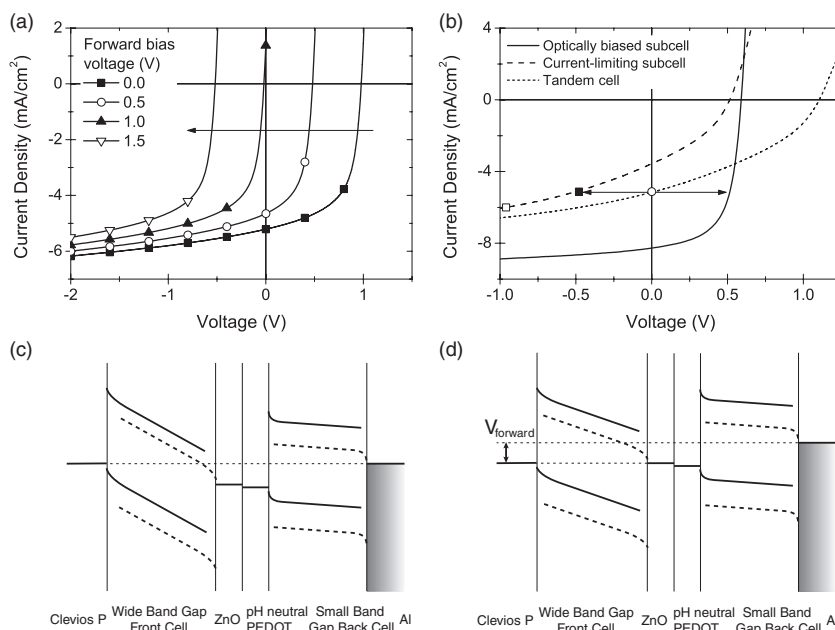 (a)
Forward bias
voltage (V)
0.0
0.5
1.0
1.5
4
2
0
-2
-4
-6
-2
-1
0
1
Current Density (mA/cm²)
Voltage (V)
(b)
Optically biased subcell
Current-limiting subcell
Tandem cell
4
0
-4
-8
-1.0
-0.5
0.0
0.5
1.0
Current Density (mA/cm²)
Voltage (V)
(c)
Clevios P
Wide Band Gap
Front Cell
ZnO
pH neutral
PEDOT
Small Band
Gap Back Cell
Al
(d)
Vforward
Clevios P
Wide Band Gap
Front Cell
ZnO
pH neutral
PEDOT
Small Band
Gap Back Cell
Al